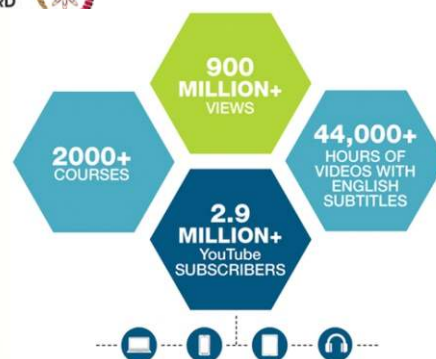 900
MILLION+
VIEWS
2000+
COURSES
44,000+
HOURS OF
VIDEOS WITH
ENGLISH
SUBTITLES
2.9
MILLION+
YouTube
SUBSCRIBERS